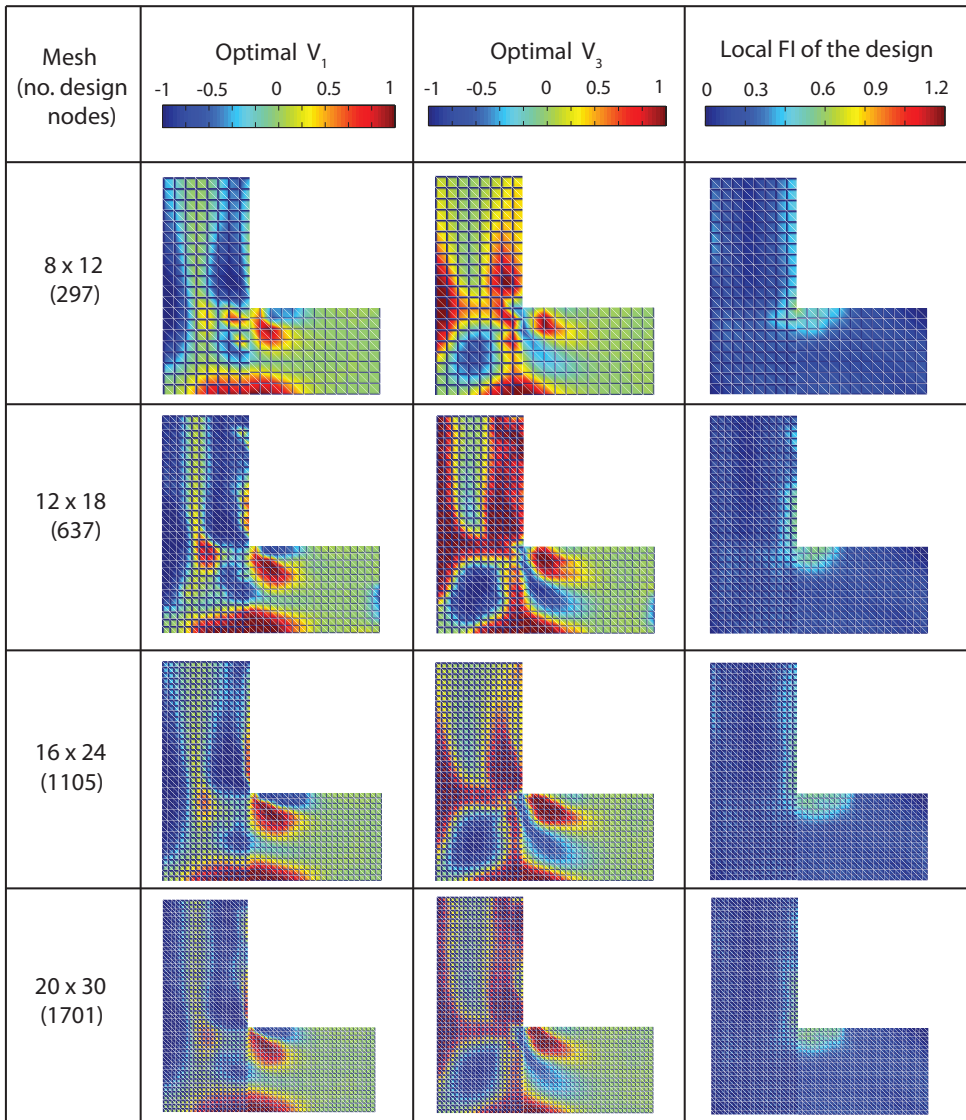 Mesh
(no. design
nodes)
Optimal V1
-1 -0.5 0 0.5 1
Optimal V3
-1 -0.5 0 0.5 1
Local FI of the design
0 0.3 0.6 0.9 1.2
8 x 12
(297)
12 x 18
(637)
16 x 24
(1105)
20 x 30
(1701)